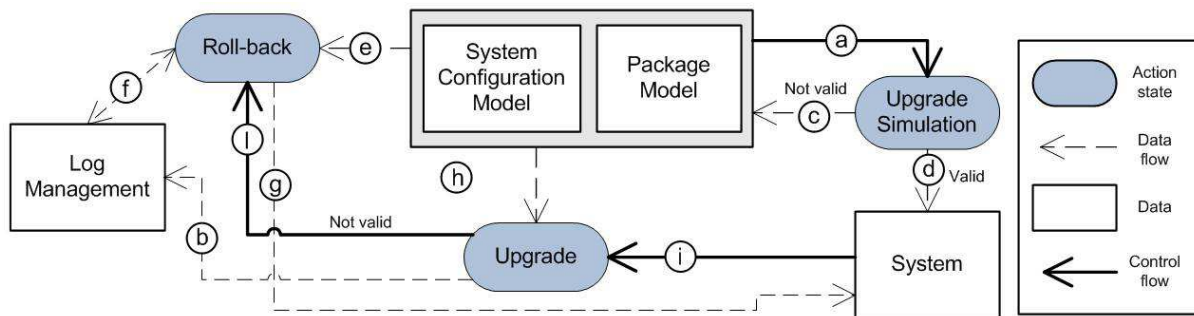 Roll-back
e
System
Configuration
Model
Package
Model
a
Not valid
c
Upgrade
Simulation
d
Valid
f
Log
Management
l
g
h
b
Not valid
Upgrade
i
System
Action
state
Data
flow
Data
Control
flow